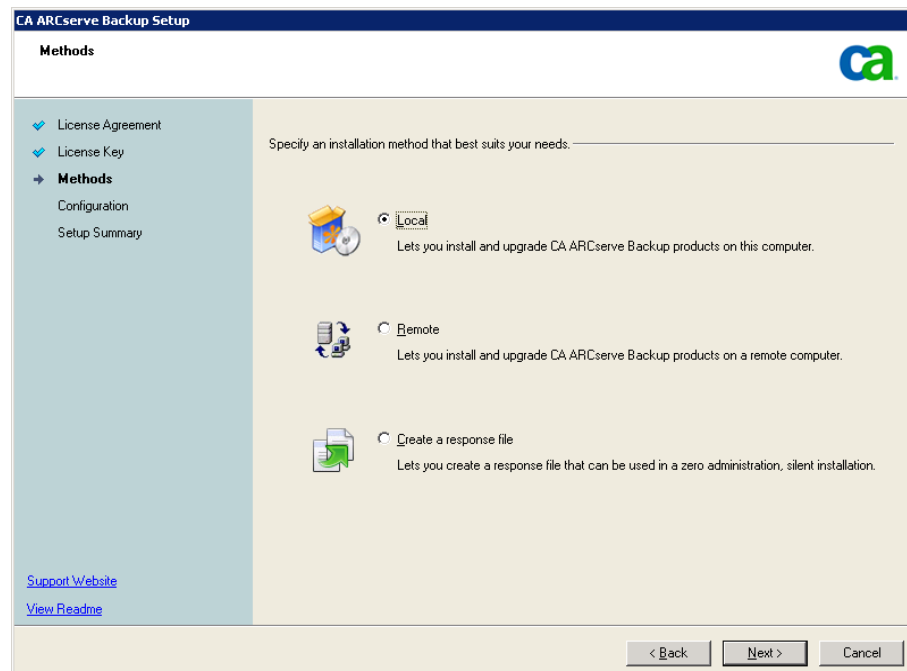 CA ARCserve Backup Setup
Methods
ca
License Agreement
License Key
Methods
Configuration
Setup Summary
Specify an installation method that best suits your needs.
Local
Lets you install and upgrade CA ARCserve Backup products on this computer.
Remote
Lets you install and upgrade CA ARCserve Backup products on a remote computer.
Create a response file
Lets you create a response file that can be used in a zero administration, silent installation.
Support Website
View Readme
< Back
Next >
Cancel